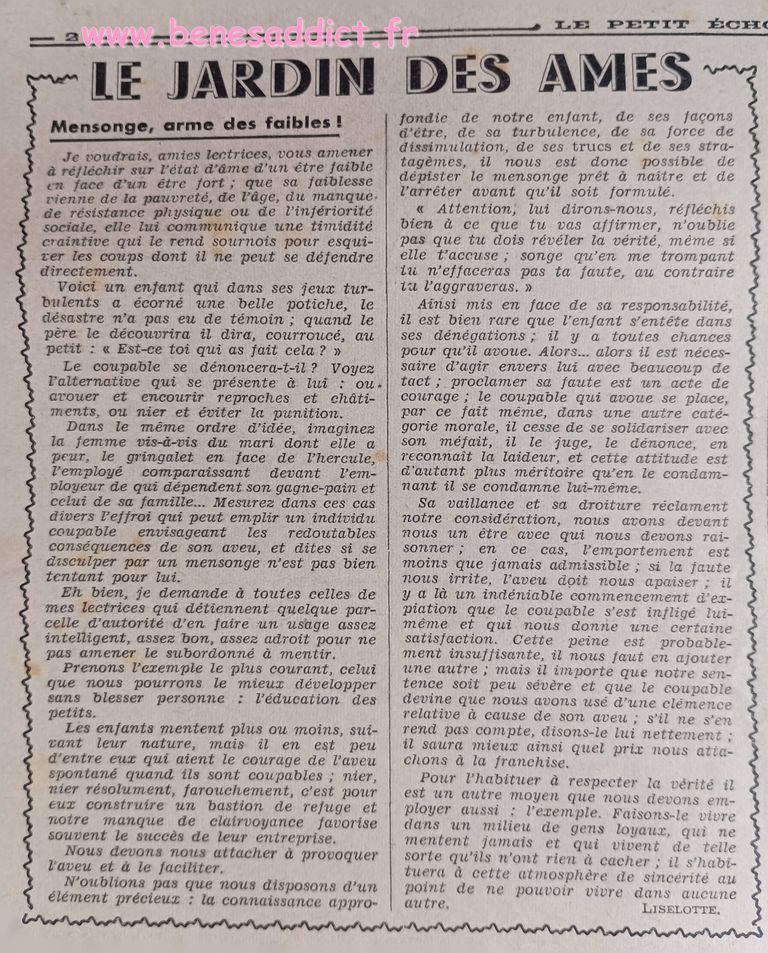 www.benesaddict.fr
2
LE PETIT ÉCHO
LE JARDIN DES AMES
Mensonge, arme des faibles !
Je voudrais, amies lectrices, vous amener
à réfléchir sur l'état d'âme d'un être faible
en face d'un être fort ; que sa faiblesse
vienne de la pauvreté, de l'âge, du manque
de résistance physique ou de l'infériorité
sociale, elle lui communique une timidité
craintive qui le rend sournois pour esqui-
ver les coups dont il ne peut se défendre
directement.
Voici un enfant qui dans ses jeux tur-
bulents a écorné une belle potiche, le
désastre n'a pas eu de témoin ; quand le
père le découvrira il dira, courroucé, au
petit : « Est-ce toi qui as fait cela ? »
Le coupable se dénoncera-t-il ? Voyez
l'alternative qui se présente à lui : ou
avouer et encourir reproches et châti-
ments, ou nier et éviter la punition.
Dans le même ordre d'idée, imaginez
la femme vis-à-vis du mari dont elle a
peur, le gringalet en face de l'hercule,
l'employé comparaissant devant l'em-
ployeur de qui dépendent son gagne-pain et
celui de sa famille... Mesurez dans ces cas
divers l'effroi qui peut emplir un individu
coupable envisageant les redoutables
conséquences de son aveu, et dites si se
disculper par un mensonge n'est pas bien
tentant pour lui.
Eh bien, je demande à toutes celles de
mes lectrices qui détiennent quelque par-
celle d'autorité d'en faire un usage assez
intelligent, assez bon, assez adroit pour ne
pas amener le subordonné à mentir.
Prenons l'exemple le plus courant, celui
que nous pourrons le mieux développer
sans blesser personne : l'éducation des
petits.
Les enfants mentent plus ou moins, sui-
vant leur nature, mais il en est peu
d'entre eux qui aient le courage de l'aveu
spontané quand ils sont coupables ; nier,
nier résolument, farouchement, c'est pour
eux construire un bastion de refuge et
notre manque de clairvoyance favorise
souvent le succès de leur entreprise.
Nous devons nous attacher à provoquer
l'aveu et à le faciliter.
N'oublions pas que nous disposons d'un
élément précieux : la connaissance appro-
fondie de notre enfant, de ses façons
d'être, de sa turbulence, de sa force de
dissimulation, de ses trucs et de ses stra-
tagèmes, il nous est donc possible de
dépister le mensonge prêt à naître et de
l'arrêter avant qu'il soit formulé.
« Attention, lui dirons-nous, réfléchis
bien à ce que tu vas affirmer, n'oublie
pas que tu dois révéler la vérité, même si
elle t'accuse ; songe qu'en me trompant
tu n'effaceras pas ta faute, au contraire
tu l'aggraveras. »
Ainsi mis en face de sa responsabilité,
il est bien rare que l'enfant s'entête dans
ses dénégations ; il y a toutes chances
pour qu'il avoue. Alors... alors il est néces-
saire d'agir envers lui avec beaucoup de
tact ; proclamer sa faute est un acte de
courage ; le coupable qui avoue se place,
par ce fait même, dans une autre caté-
gorie morale, il cesse de se solidariser avec
son méfait, il le juge, le dénonce, en
reconnaît la laideur, et cette attitude est
d'autant plus méritoire qu'en le condam-
nant il se condamne lui-même.
Sa vaillance et sa droiture réclament
notre considération, nous avons devant
nous un être avec qui nous devons rai-
sonner ; en ce cas, l'emportement est
moins que jamais admissible ; si la faute
nous irrite, l'aveu doit nous apaiser ; il
y a là un indéniable commencement d'ex-
piation que le coupable s'est infligé lui-
même et qui nous donne une certaine
satisfaction. Cette peine est probable-
ment insuffisante, il nous faut en ajouter
une autre ; mais il importe que notre sen-
tence soit peu sévère et que le coupable
devine que nous avons usé d'une clémence
relative à cause de son aveu ; s'il ne s'en
rend pas compte, disons-le lui nettement ;
il saura mieux ainsi quel prix nous atta-
chons à la franchise.
Pour l'habituer à respecter la vérité il
est un autre moyen que nous devons em-
ployer aussi : l'exemple. Faisons-le vivre
dans un milieu de gens loyaux, qui ne
mentent jamais et qui vivent de telle
sorte qu'ils n'ont rien à cacher ; il s'habi-
tuera à cette atmosphère de sincérité au
point de ne pouvoir vivre dans aucune
autre.
LISELOTTE.